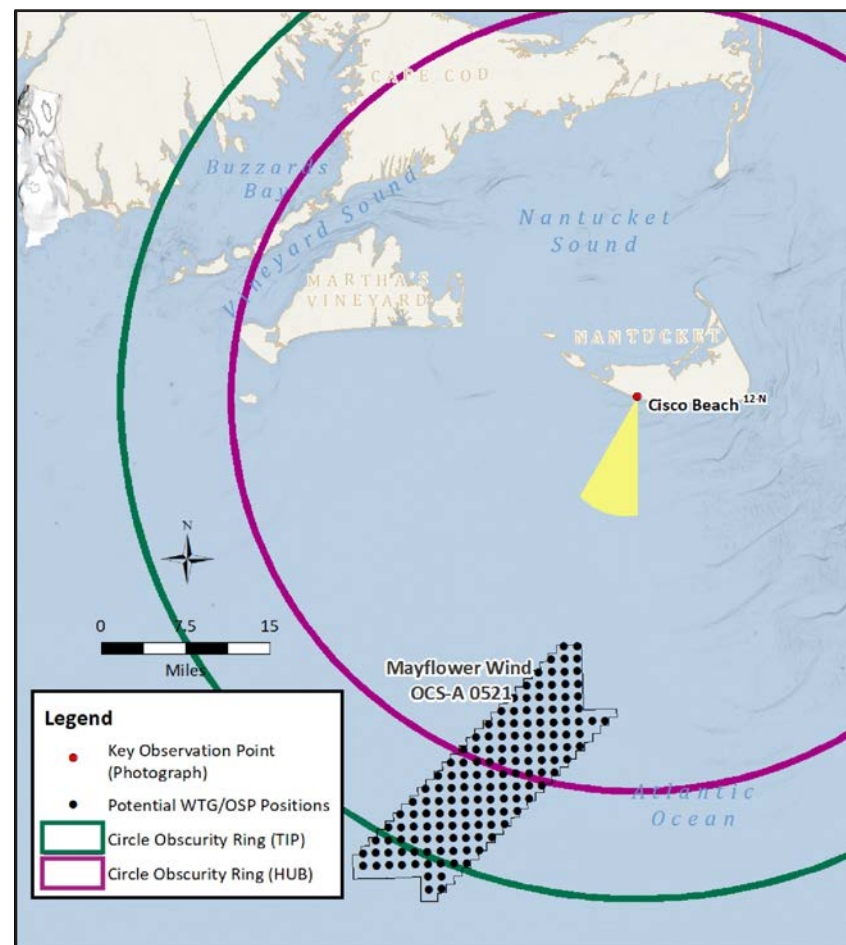 CAPE COD
Buzzards
Bay
Vineyard Sound
Nantucket
Sound
MARTHA'S
VINEYARD
NANTUCKET
Cisco Beach 12-N
N
0 7.5 15
Miles
Mayflower Wind
OCS-A 0521
Atlantic
Ocean
Legend
Key Observation Point
(Photograph)
Potential WTG/OSP Positions
Circle Obscurity Ring (TIP)
Circle Obscurity Ring (HUB)